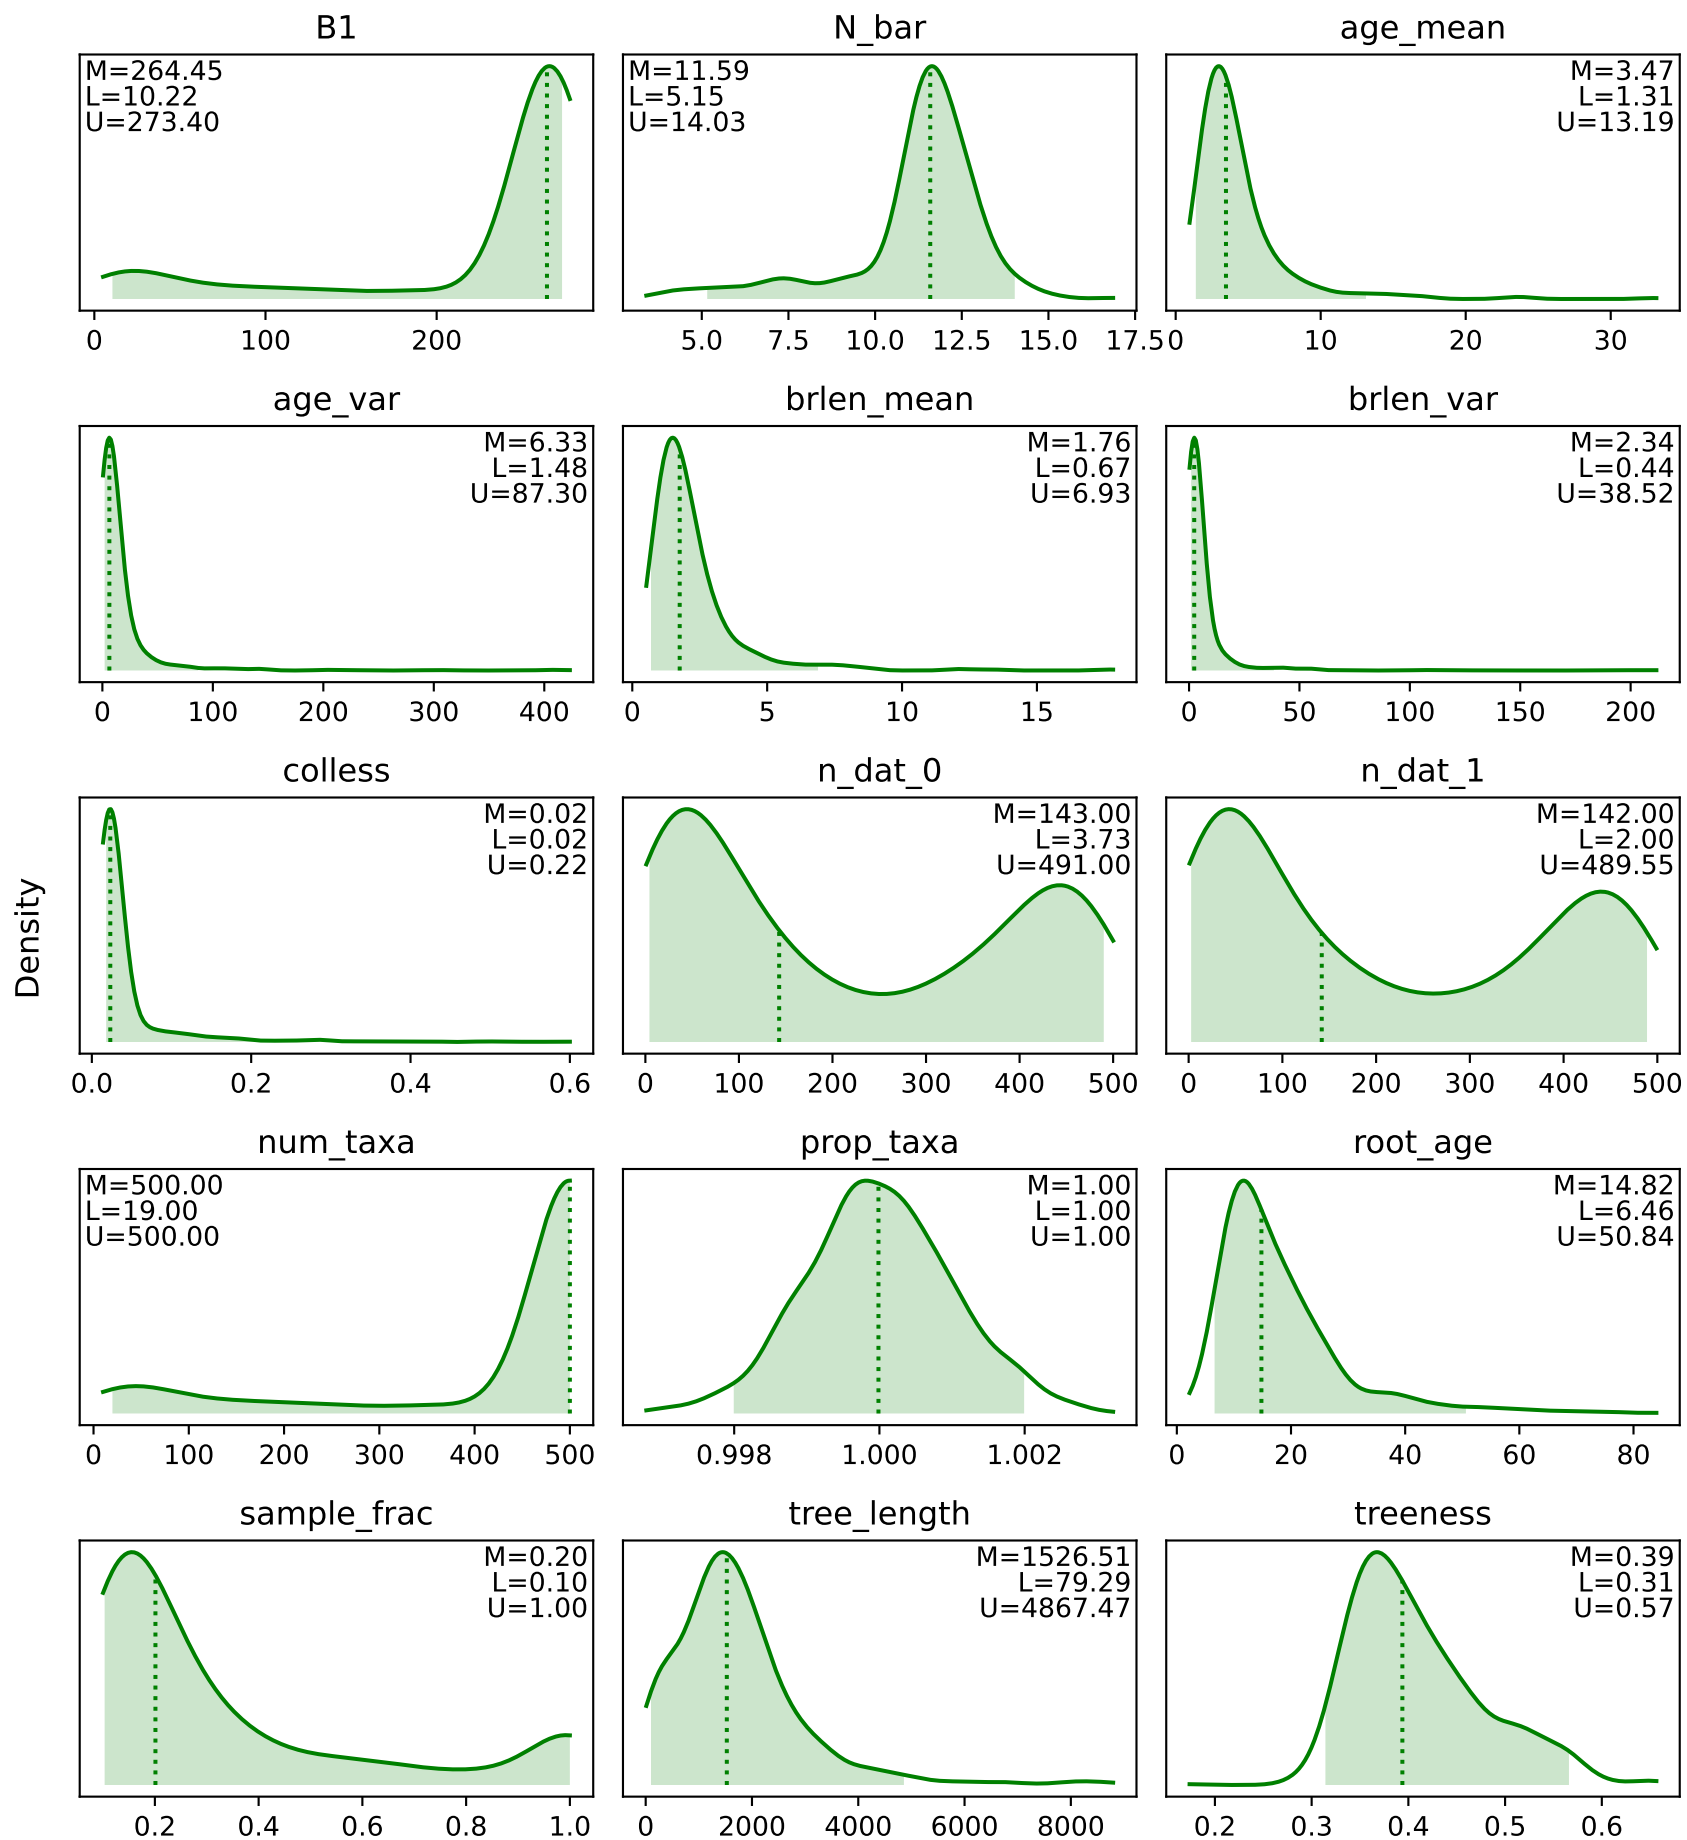 B1
M=264.45
L=10.22
U=273.40
0 100 200
N_bar
M=11.59
L=5.15
U=14.03
5.0 7.5 10.0 12.5 15.0 17.5
age_mean
M=3.47
L=1.31
U=13.19
0 10 20 30
age_var
M=6.33
L=1.48
U=87.30
0 100 200 300 400
brlen_mean
M=1.76
L=0.67
U=6.93
0 5 10 15
brlen_var
M=2.34
L=0.44
U=38.52
0 50 100 150 200
Density
colless
M=0.02
L=0.02
U=0.22
0.0 0.2 0.4 0.6
n_dat_0
M=143.00
L=3.73
U=491.00
0 100 200 300 400 500
n_dat_1
M=142.00
L=2.00
U=489.55
0 100 200 300 400 500
num_taxa
M=500.00
L=19.00
U=500.00
0 100 200 300 400 500
prop_taxa
M=1.00
L=1.00
U=1.00
0.998 1.000 1.002
root_age
M=14.82
L=6.46
U=50.84
0 20 40 60 80
sample_frac
M=0.20
L=0.10
U=1.00
0.2 0.4 0.6 0.8 1.0
tree_length
M=1526.51
L=79.29
U=4867.47
0 2000 4000 6000 8000
treeness
M=0.39
L=0.31
U=0.57
0.2 0.3 0.4 0.5 0.6